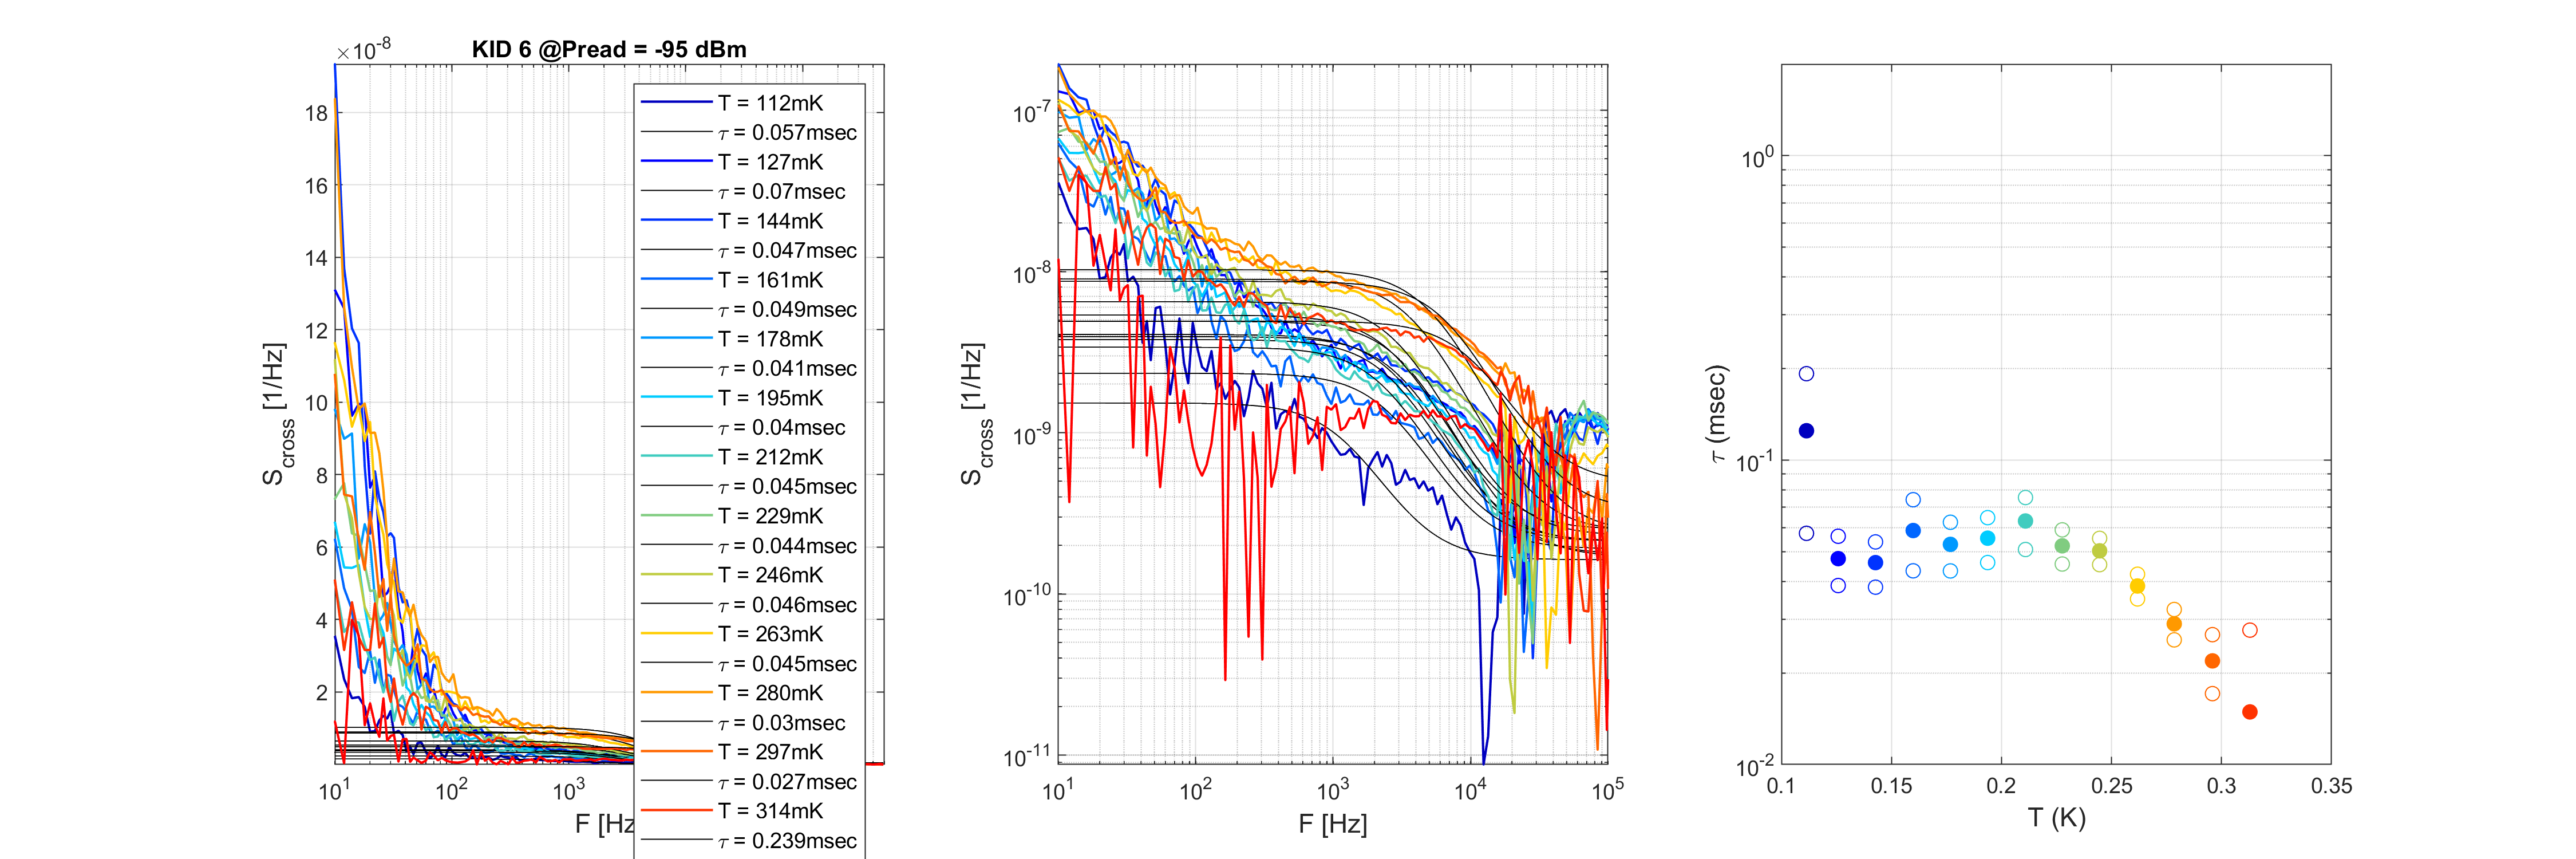 ×10-8
KID 6 @Pread = -95 dBm
18
16
14
12
10
8
6
4
2
Scross [1/Hz]
101
102
103
F [Hz
T = 112mK
τ = 0.057msec
T = 127mK
τ = 0.07msec
T = 144mK
τ = 0.047msec
T = 161mK
τ = 0.049msec
T = 178mK
τ = 0.041msec
T = 195mK
τ = 0.04msec
T = 212mK
τ = 0.045msec
T = 229mK
τ = 0.044msec
T = 246mK
τ = 0.046msec
T = 263mK
τ = 0.045msec
T = 280mK
τ = 0.03msec
T = 297mK
τ = 0.027msec
T = 314mK
τ = 0.239msec
10-7
10-8
10-9
10-10
10-11
Scross [1/Hz]
101
102
103
104
105
F [Hz]
100
10-1
10-2
τ (msec)
0.1
0.15
0.2
0.25
0.3
0.35
T (K)